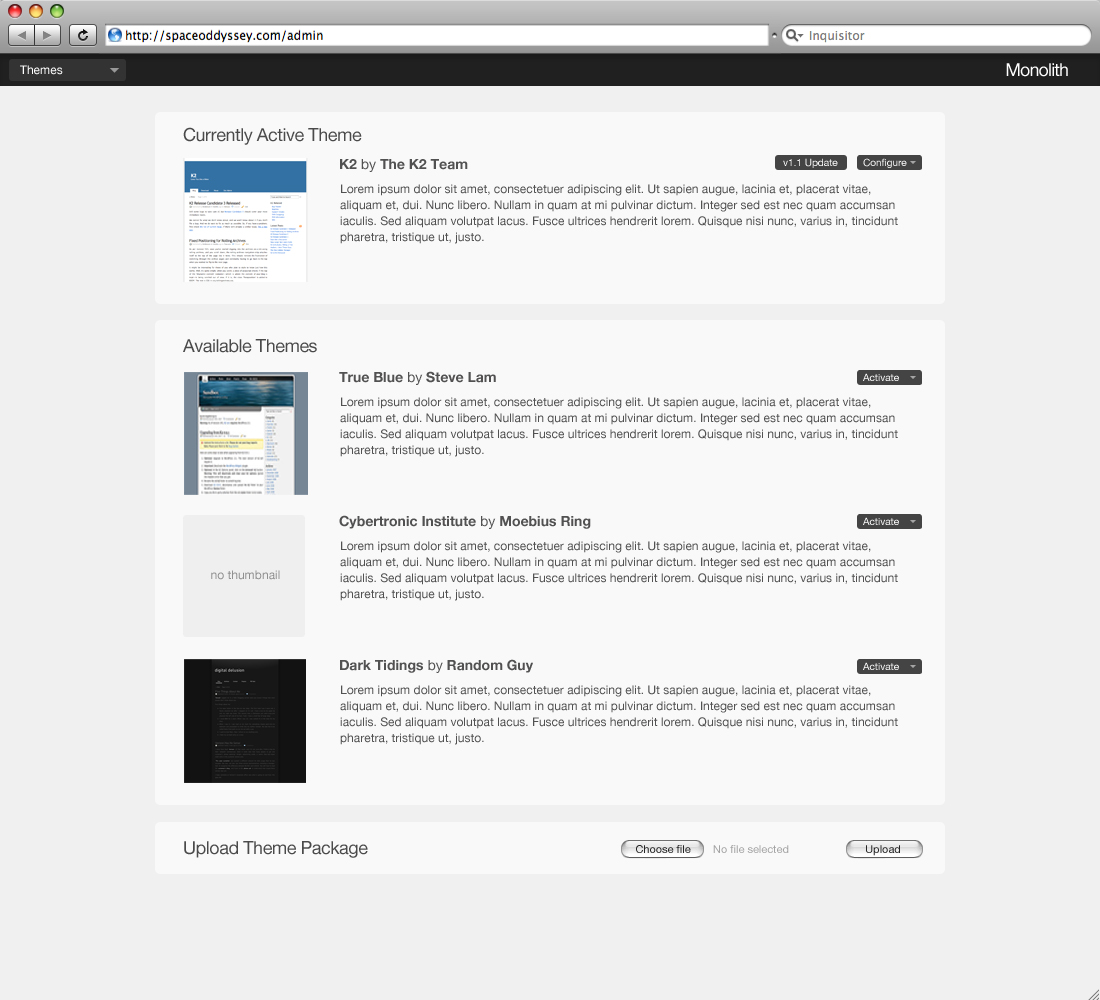 http://spaceoddyssey.com/admin
Inquisitor
Themes
Monolith
Currently Active Theme
K2
K2 by The K2 Team
v1.1 Update
Configure
Lorem ipsum dolor sit amet, consectetuer adipiscing elit. Ut sapien augue, lacinia et, placerat vitae,
aliquam et, dui. Nunc libero. Nullam in quam at mi pulvinar dictum. Integer sed est nec quam accumsan
iaculis. Sed aliquam volutpat lacus. Fusce ultrices hendrerit lorem. Quisque nisi nunc, varius in, tincidunt
pharetra, tristique ut, justo.
Available Themes
True Blue by Steve Lam
Activate
Lorem ipsum dolor sit amet, consectetuer adipiscing elit. Ut sapien augue, lacinia et, placerat vitae,
aliquam et, dui. Nunc libero. Nullam in quam at mi pulvinar dictum. Integer sed est nec quam accumsan
iaculis. Sed aliquam volutpat lacus. Fusce ultrices hendrerit lorem. Quisque nisi nunc, varius in, tincidunt
pharetra, tristique ut, justo.
Cybertronic Institute by Moebius Ring
Activate
no thumbnail
Lorem ipsum dolor sit amet, consectetuer adipiscing elit. Ut sapien augue, lacinia et, placerat vitae,
aliquam et, dui. Nunc libero. Nullam in quam at mi pulvinar dictum. Integer sed est nec quam accumsan
iaculis. Sed aliquam volutpat lacus. Fusce ultrices hendrerit lorem. Quisque nisi nunc, varius in, tincidunt
pharetra, tristique ut, justo.
digital delusion
Dark Tidings by Random Guy
Activate
Lorem ipsum dolor sit amet, consectetuer adipiscing elit. Ut sapien augue, lacinia et, placerat vitae,
aliquam et, dui. Nunc libero. Nullam in quam at mi pulvinar dictum. Integer sed est nec quam accumsan
iaculis. Sed aliquam volutpat lacus. Fusce ultrices hendrerit lorem. Quisque nisi nunc, varius in, tincidunt
pharetra, tristique ut, justo.
Upload Theme Package
Choose file
No file selected
Upload